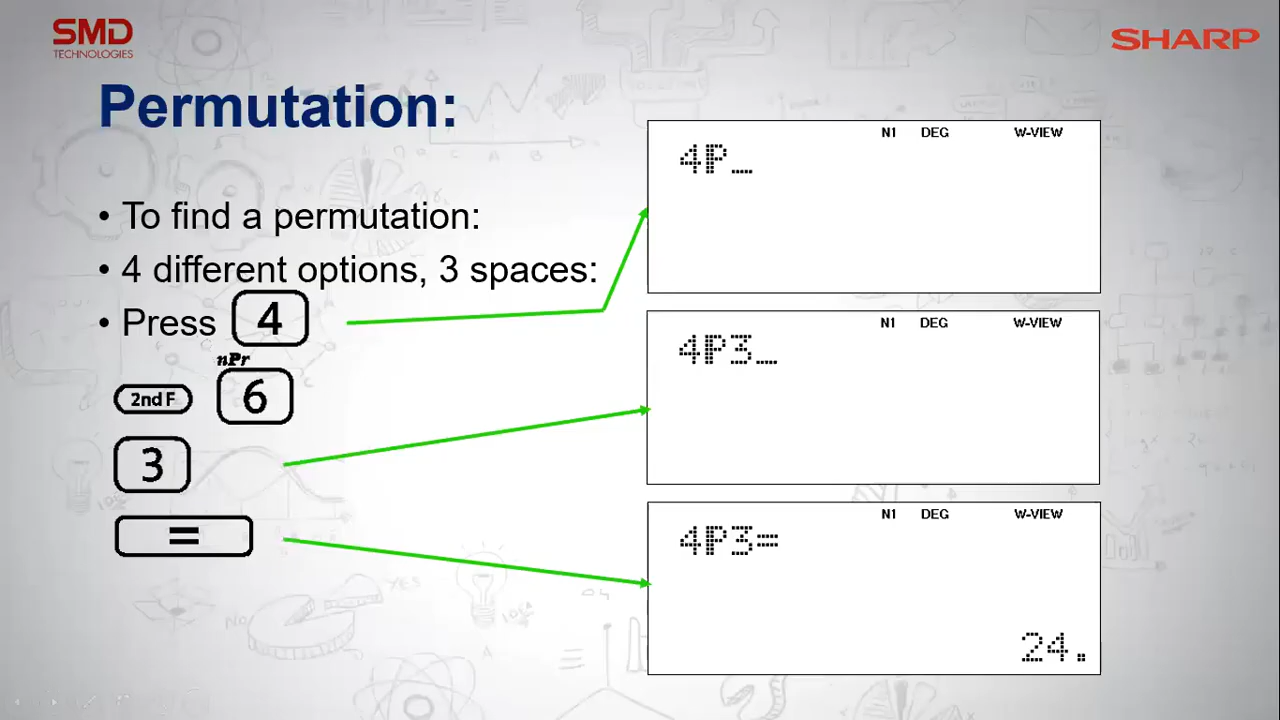 SMD
TECHNOLOGIES
SHARP
Permutation:
• To find a permutation:
• 4 different options, 3 spaces:
• Press 4
nPr
2nd F 6
3
=
N1 DEG W-VIEW
4P_
N1 DEG W-VIEW
4P3_
N1 DEG W-VIEW
4P3=
24.